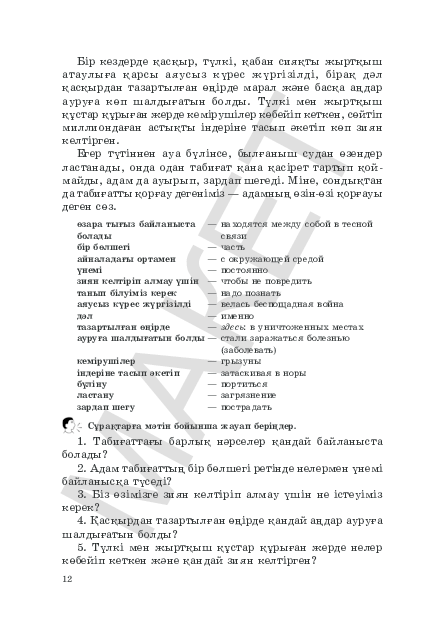 Бір кездерде қасқыр, түлкі, қабан сияқты жыртқыш
атаулыға қарсы аяусыз күрес жүргізілді, бірақ дәл
қасқырдан тазартылған өңірде марал және басқа аңдар
ауруға көп шалдығатын болды. Түлкі мен жыртқыш
құстар құрыған жерде кемірушілер көбейіп кеткен, сөйтіп
миллиондаған астықты індеріне тасып әкетіп көп зиян
келтірген.
Егер түтіннен ауа бүлінсе, былғаныш судан өзендер
ластанады, онда одан табиғат қана қасірет тартып қой-
майды, адам да ауырып, зардап шегеді. Міне, сондықтан
да табиғатты қорғау дегеніміз — адамның өзін-өзі қорғауы
деген сөз.
өзара тығыз байланыста — находятся между собой в тесной
болады связи
бір бөлшегі — часть
айналадағы ортамен — с окружающей средой
үнемі — постоянно
зиян келтіріп алмау үшін — чтобы не повредить
танып білуіміз керек — надо познать
аяусыз күрес жүргізілді — велась беспощадная война
дәл — именно
тазартылған өңірде — здесь: в уничтоженных местах
ауруға шалдығатын болды — стали заражаться болезнью
(заболевать)
кемірушілер — грызуны
індеріне тасып әкетіп — затаскивая в норы
бүліну — портиться
ластану — загрязнение
зардап шегу — пострадать
Сұрақтарға мәтін бойынша жауап беріңдер.
1. Табиғаттағы барлық нәрселер қандай байланыста
болады?
2. Адам табиғаттың бір бөлшегі ретінде нелермен үнемі
байланысқа түседі?
3. Біз өзімізге зиян келтіріп алмау үшін не істеуіміз
керек?
4. Қасқырдан тазартылған өңірде қандай аңдар ауруға
шалдығатын болды?
5. Түлкі мен жыртқыш құстар құрыған жерде нелер
көбейіп кеткен және қандай зиян келтірген?
12
МАКЕТ